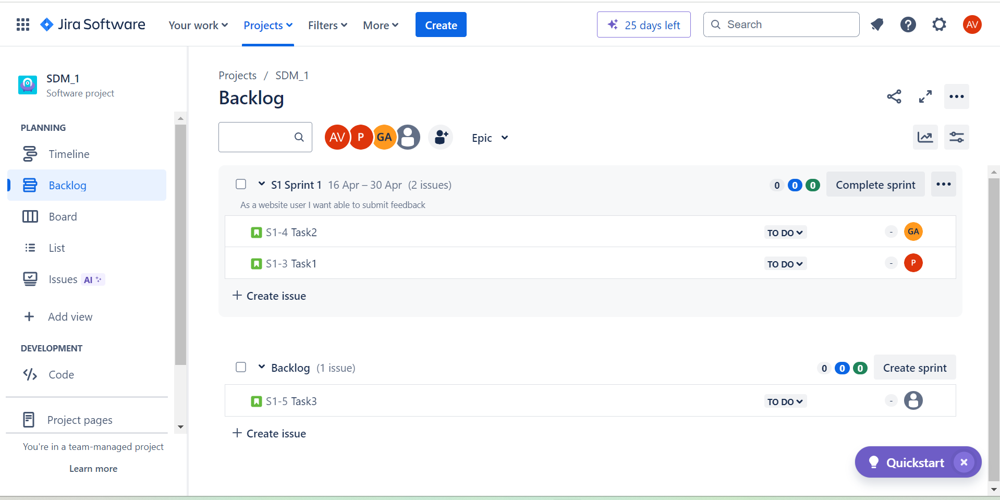 Jira Software Your work Projects Filters More Create 25 days left Search AV
SDM_1
Software project
PLANNING
Timeline
Backlog
Board
List
Issues AI
Add view
DEVELOPMENT
Code
Project pages
You're in a team-managed project
Learn more
Projects / SDM_1
Backlog
AV P GA Epic
S1 Sprint 1 16 Apr – 30 Apr (2 issues) 0 0 0 Complete sprint
As a website user I want able to submit feedback
S1-4 Task2 TO DO - GA
S1-3 Task1 TO DO - P
+ Create issue
Backlog (1 issue) 0 0 0 Create sprint
S1-5 Task3 TO DO -
+ Create issue
Quickstart